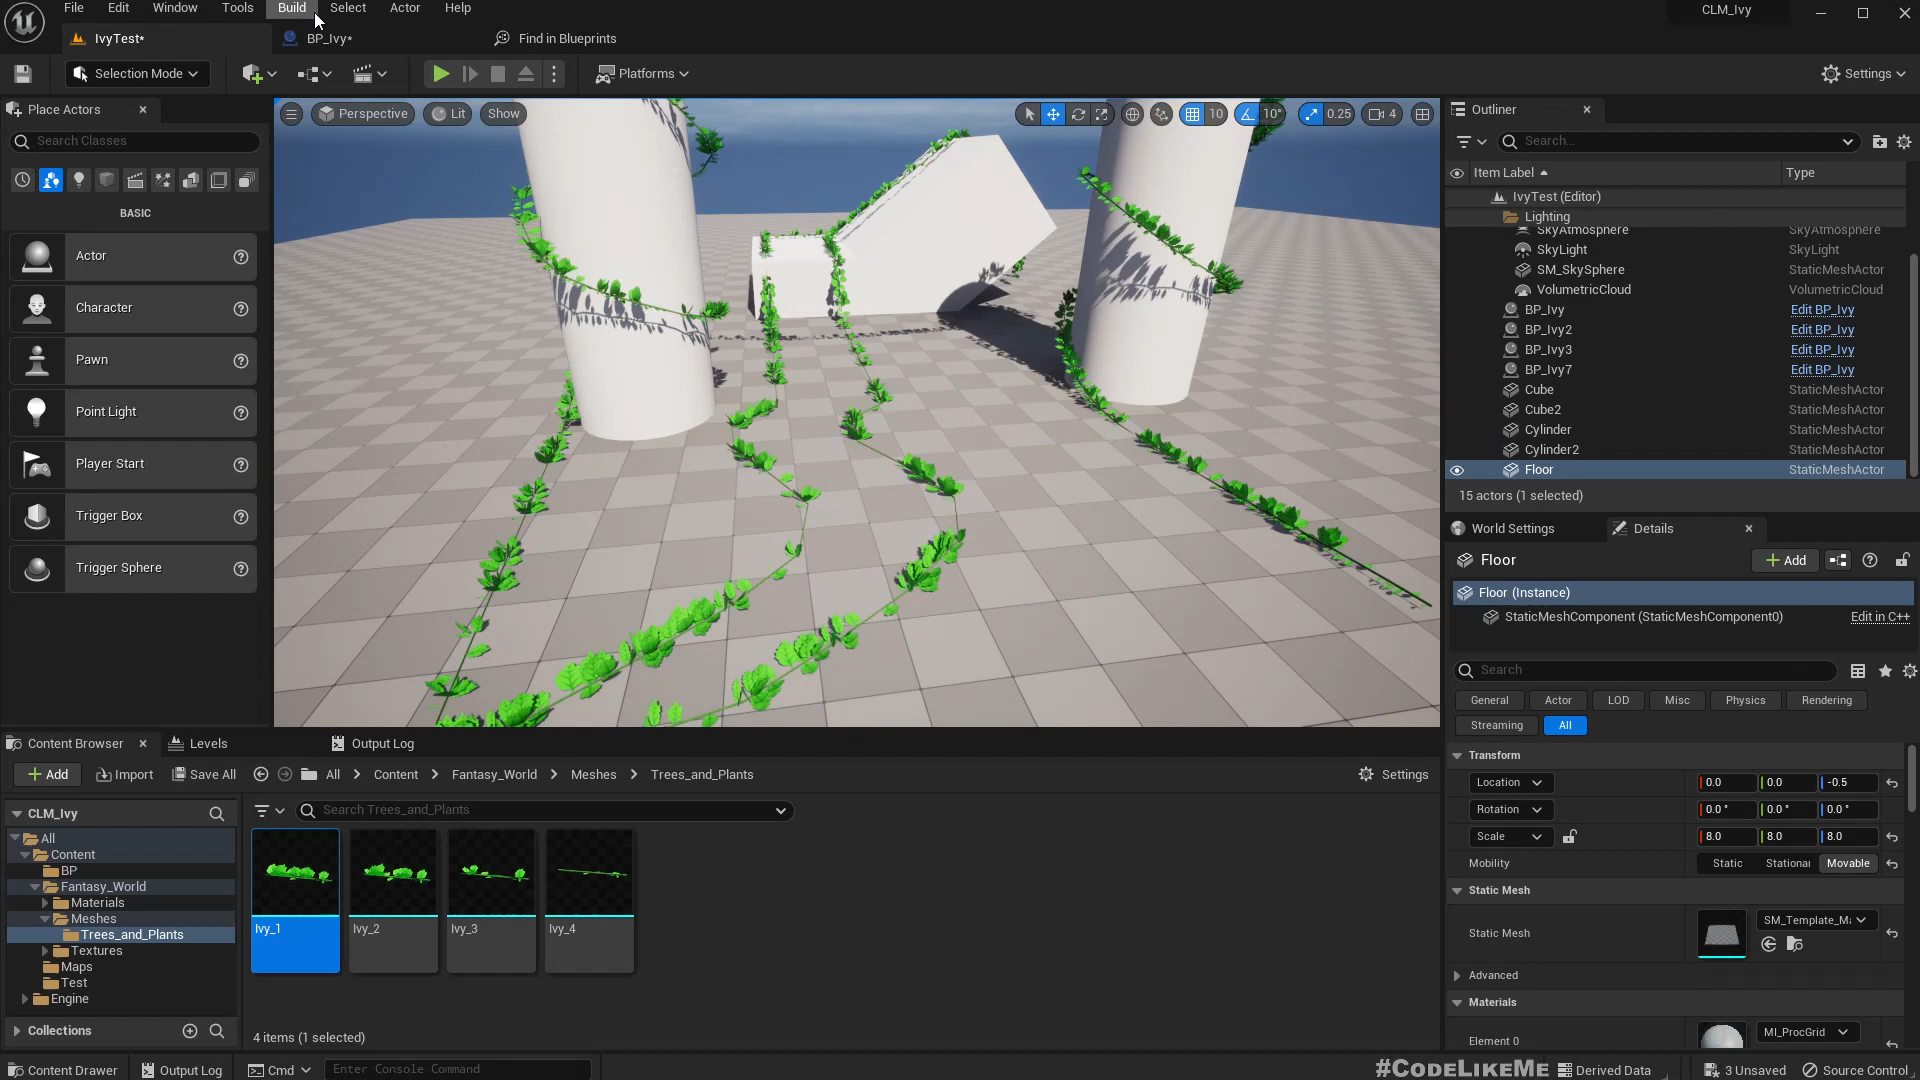 File Edit Window Tools Build Select Actor Help
CLM_Ivy
IvyTest*
BP_Ivy*
Find in Blueprints
Selection Mode
Platforms
Settings
Place Actors
Search Classes
BASIC
Actor
Character
Pawn
Point Light
Player Start
Trigger Box
Trigger Sphere
Perspective
Lit
Show
10
10°
0.25
4
Outliner
Search...
Item Label
Type
IvyTest (Editor)
Lighting
SkyAtmosphere SkyAtmosphere
SkyLight SkyLight
SM_SkySphere StaticMeshActor
VolumetricCloud VolumetricCloud
BP_Ivy Edit BP_Ivy
BP_Ivy2 Edit BP_Ivy
BP_Ivy3 Edit BP_Ivy
BP_Ivy7 Edit BP_Ivy
Cube StaticMeshActor
Cube2 StaticMeshActor
Cylinder StaticMeshActor
Cylinder2 StaticMeshActor
Floor StaticMeshActor
15 actors (1 selected)
World Settings
Details
Floor
Add
Floor (Instance)
StaticMeshComponent (StaticMeshComponent0) Edit in C++
Search
General Actor LOD Misc Physics Rendering
Streaming All
Transform
Location 0.0 0.0 -0.5
Rotation 0.0 ° 0.0 ° 0.0 °
Scale 8.0 8.0 8.0
Mobility Static Stationar Movable
Static Mesh
Static Mesh SM_Template_Ma
Advanced
Materials
Element 0 MI_ProcGrid
Content Browser
Levels
Output Log
Add
Import
Save All
All > Content > Fantasy_World > Meshes > Trees_and_Plants
Settings
CLM_Ivy
All
Content
BP
Fantasy_World
Materials
Meshes
Trees_and_Plants
Textures
Maps
Test
Engine
Collections
Search Trees_and_Plants
Ivy_1
Ivy_2
Ivy_3
Ivy_4
4 items (1 selected)
Content Drawer
Output Log
Cmd
Enter Console Command
#CODELIKEME
Derived Data
3 Unsaved
Source Control